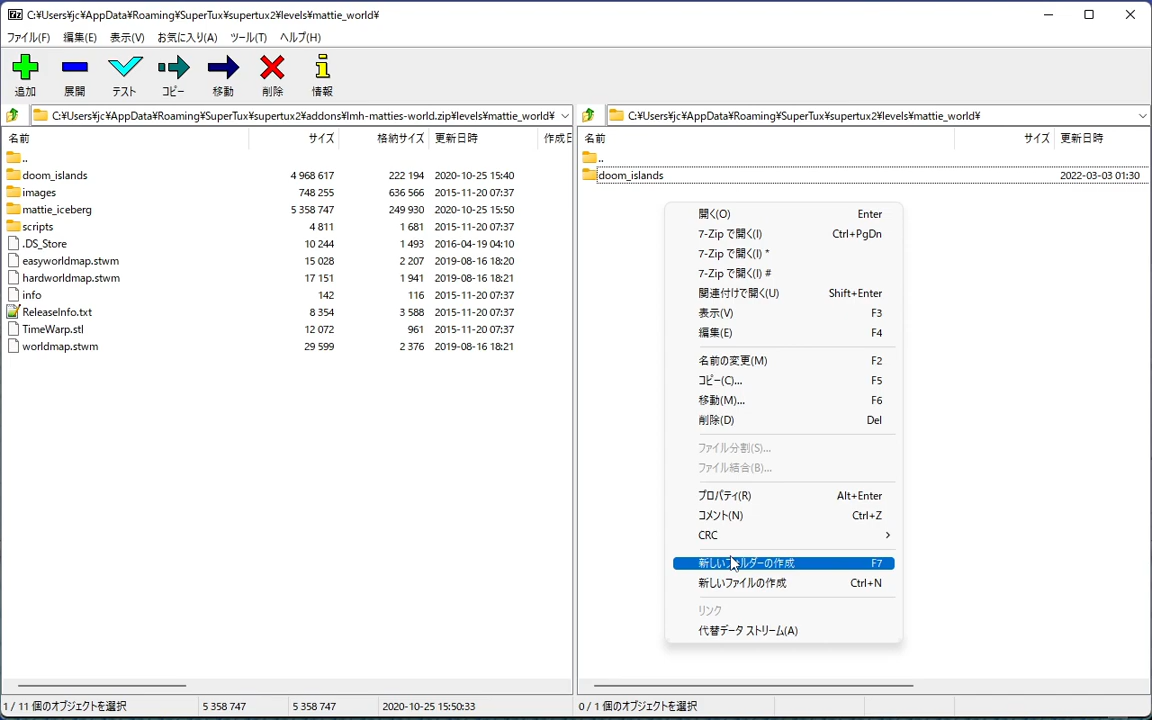 C:¥Users¥jc¥AppData¥Roaming¥SuperTux¥supertux2¥levels¥mattie_world¥
ファイル(F) 編集(E) 表示(V) お気に入り(A) ツール(T) ヘルプ(H)
追加 展開 テスト コピー 移動 削除 情報
C:¥Users¥jc¥AppData¥Roaming¥SuperTux¥supertux2¥addons¥lmh-matties-world.zip¥levels¥mattie_world¥
名前 サイズ 格納サイズ 更新日時 作成日
..
doom_islands 4 968 617 222 194 2020-10-25 15:40
images 748 255 636 566 2015-11-20 07:37
mattie_iceberg 5 358 747 249 930 2020-10-25 15:50
scripts 4 811 1 681 2015-11-20 07:37
.DS_Store 10 244 1 493 2016-04-19 04:10
easyworldmap.stwm 15 028 2 207 2019-08-16 18:20
hardworldmap.stwm 17 151 1 941 2019-08-16 18:21
info 142 116 2015-11-20 07:37
ReleaseInfo.txt 8 354 3 588 2015-11-20 07:37
TimeWarp.stl 12 072 961 2015-11-20 07:37
worldmap.stwm 29 599 2 376 2019-08-16 18:21
1 / 11 個のオブジェクトを選択 5 358 747 5 358 747 2020-10-25 15:50:33
C:¥Users¥jc¥AppData¥Roaming¥SuperTux¥supertux2¥levels¥mattie_world¥
名前 サイズ 更新日時
..
doom_islands 2022-03-03 01:30
開く(O) Enter
7-Zip で開く(I) Ctrl+PgDn
7-Zip で開く(I) *
7-Zip で開く(I) #
関連付けで開く(U) Shift+Enter
表示(V) F3
編集(E) F4
名前の変更(M) F2
コピー(C)... F5
移動(M)... F6
削除(D) Del
ファイル分割(S)...
ファイル結合(B)...
プロパティ(R) Alt+Enter
コメント(N) Ctrl+Z
CRC
新しいフォルダーの作成 F7
新しいファイルの作成 Ctrl+N
リンク
代替データ ストリーム(A)
0 / 1 個のオブジェクトを選択